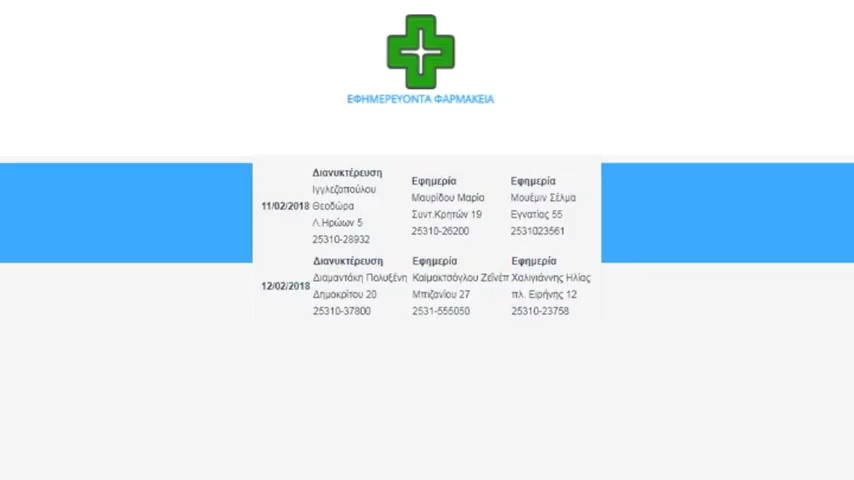 ΕΦΗΜΕΡΕΥΟΝΤΑ ΦΑΡΜΑΚΕΙΑ
11/02/2018
Διανυκτέρευση
Ιγγλεζοπούλου
Θεοδώρα
Λ.Ηρώων 5
25310-28932
Εφημερία
Μαυρίδου Μαρία
Συντ.Κρητών 19
25310-26200
Εφημερία
Μουέμιν Σέλμα
Εγνατίας 55
2531023561
12/02/2018
Διανυκτέρευση
Διαμαντάκη Πολυξένη
Δημοκρίτου 20
25310-37800
Εφημερία
Καϊμακτσόγλου Ζεϊνέπ
Μπιζανίου 27
2531-555050
Εφημερία
Χαλιγιάννης Ηλίας
πλ. Ειρήνης 12
25310-23758